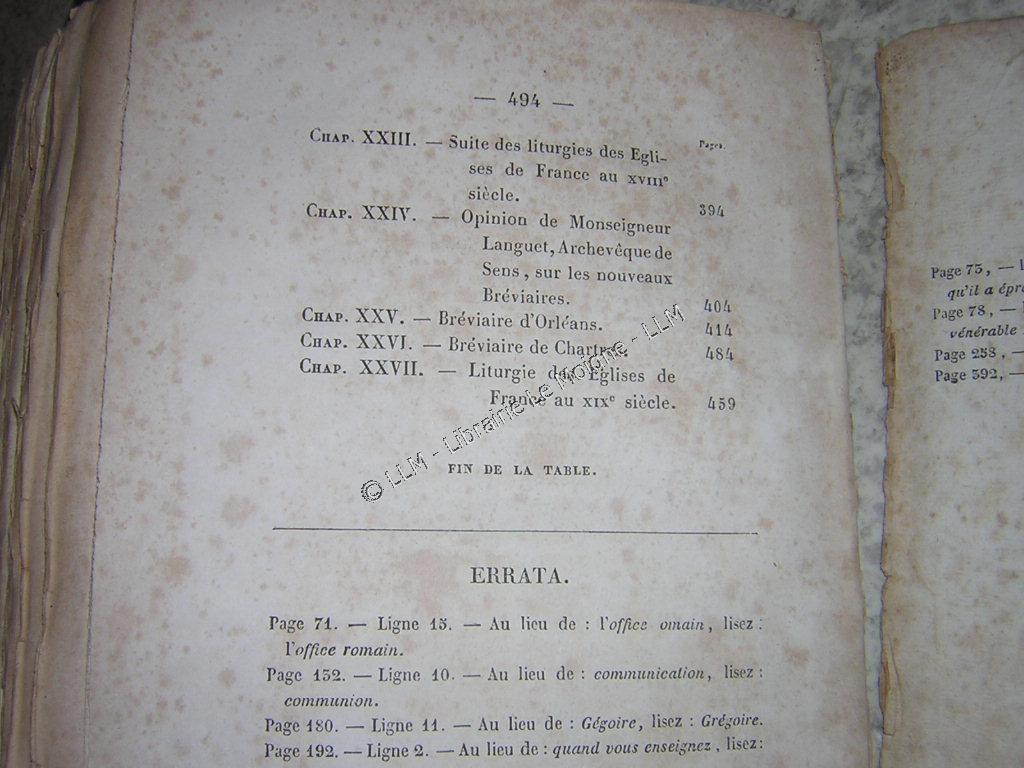 — 494 —
Pages.
CHAP. XXIII. — Suite des liturgies des Egli-
ses de France au XVIIIe
siècle. 394
CHAP. XXIV. — Opinion de Monseigneur
Languet, Archevêque de
Sens, sur les nouveaux
Bréviaires. 404
CHAP. XXV. — Bréviaire d'Orléans. 414
CHAP. XXVI. — Bréviaire de Chartres. 484
CHAP. XXVII. — Liturgie des Eglises de
France au XIXe siècle. 459
© LLM - Librairie Le Moigne - LLM
FIN DE LA TABLE.
ERRATA.
Page 71. — Ligne 15. — Au lieu de : l'office omain, lisez :
l'office romain.
Page 132. — Ligne 10. — Au lieu de : communication, lisez :
communion.
Page 180. — Ligne 11. — Au lieu de : Gégoire, lisez : Grégoire.
Page 192. — Ligne 2. — Au lieu de : quand vous enseignez, lisez :
Page 75, —
qu'il a
Page 78, —
vénérable
Page 258, —
Page 392, —